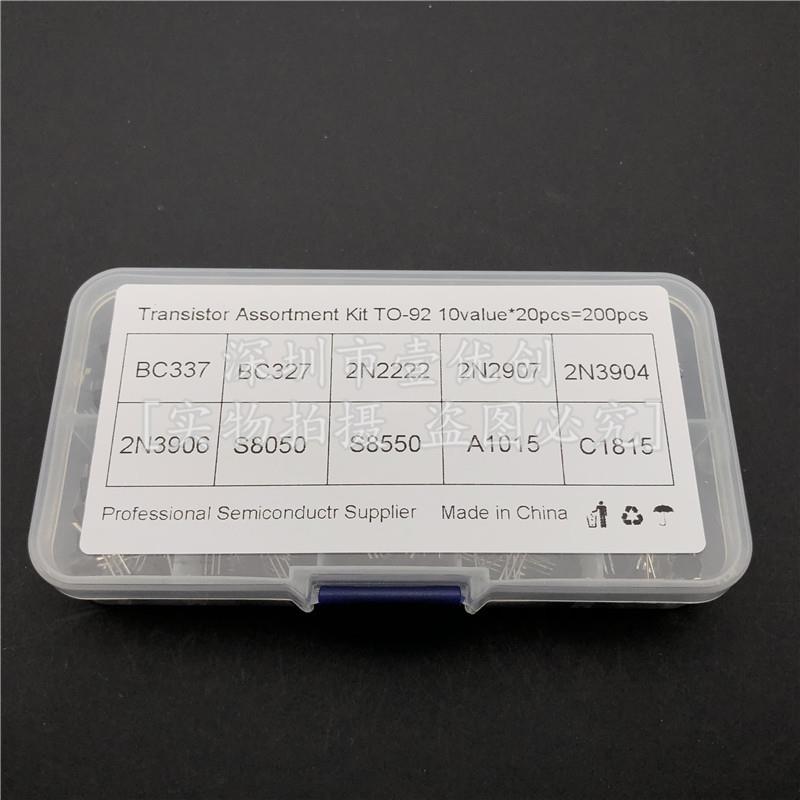 Transistor Assortment Kit TO-92 10value*20pcs=200pcs
深圳市壹优创
BC337 BC327 2N2222 2N2907 2N3904
[实物拍摄 盗图必究]
2N3906 S8050 S8550 A1015 C1815
Professional Semiconductr Supplier Made in China